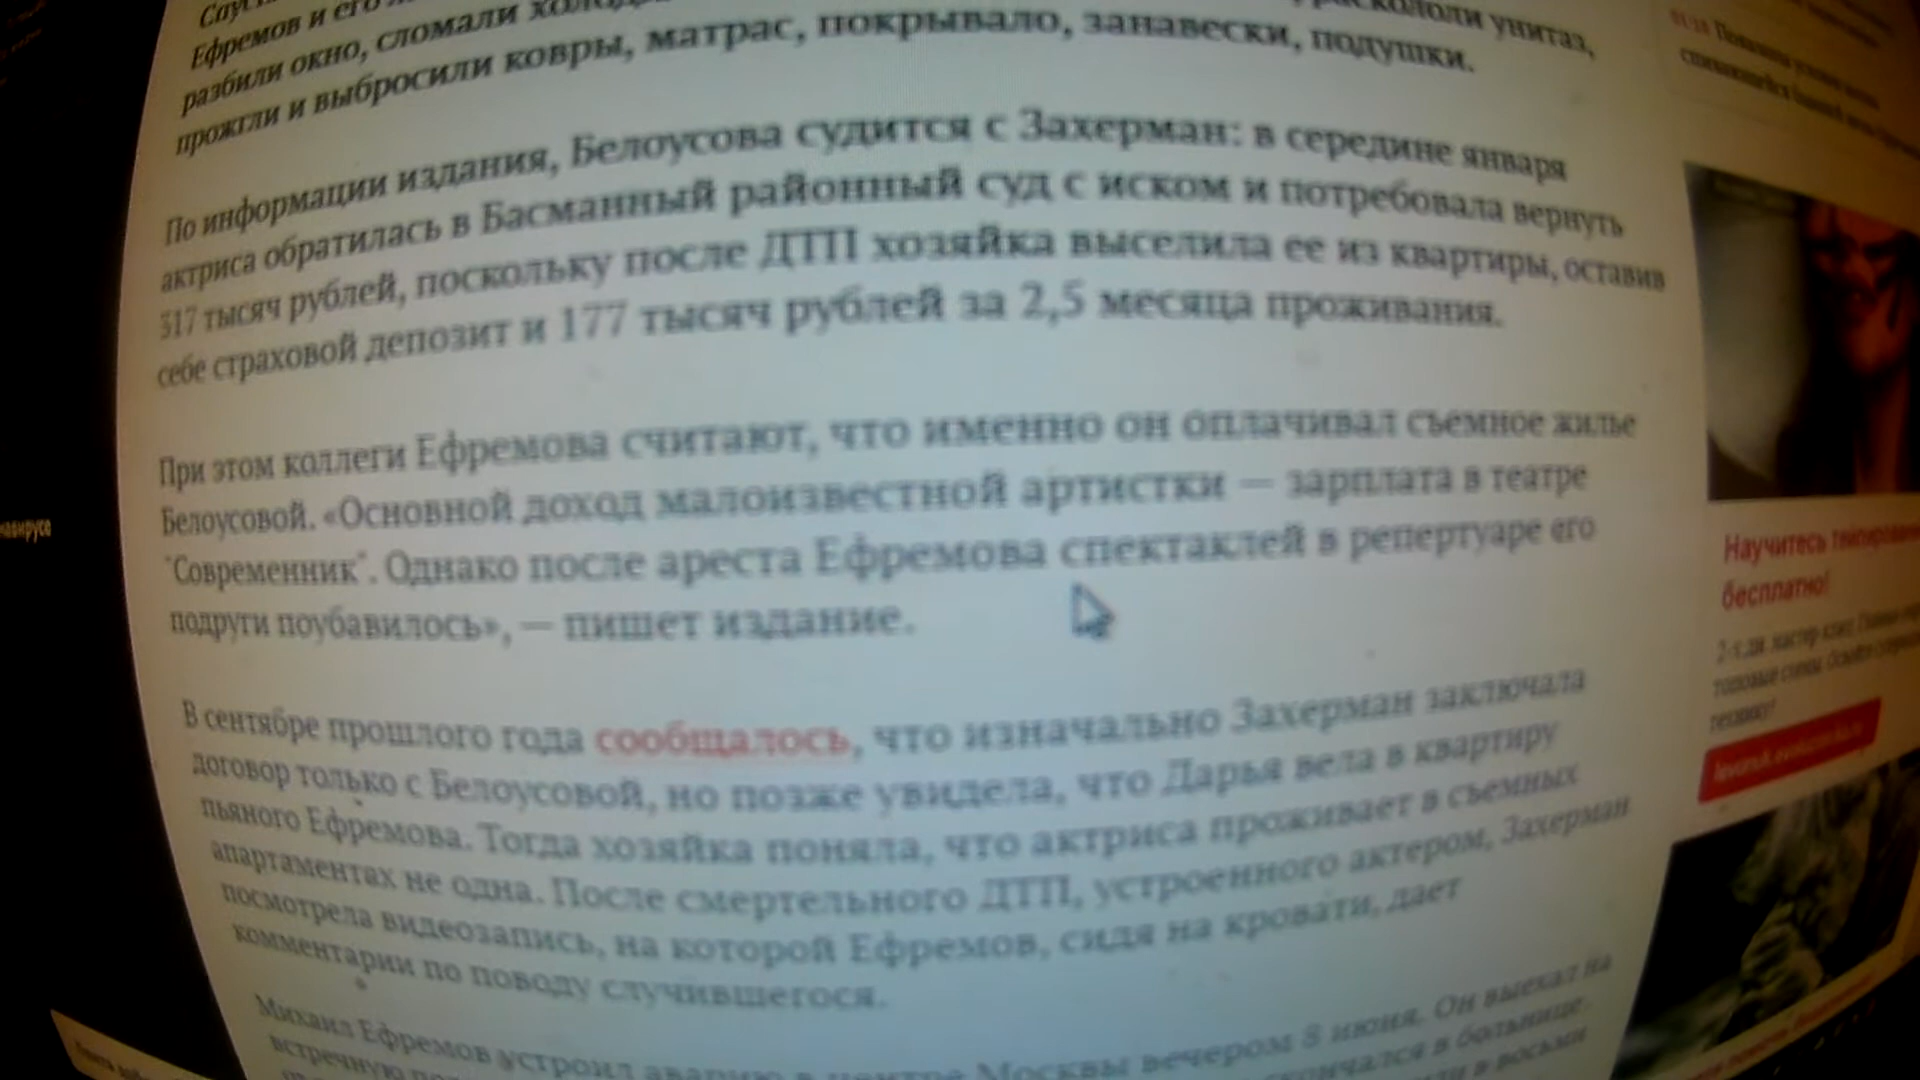 Ефремов и его
разбили окно, сломали раскололи унитаз,
прожгли и выбросили ковры, матрас, покрывало, занавески, подушки.
По информации издания, Белоусова судится с Захерман: в середине января
актриса обратилась в Басманный районный суд с иском и потребовала вернуть
317 тысяч рублей, поскольку после ДТП хозяйка выселила ее из квартиры, оставив
себе страховой депозит и 177 тысяч рублей за 2,5 месяца проживания.
При этом коллеги Ефремова считают, что именно он оплачивал съемное жилье
Белоусовой. «Основной доход малоизвестной артистки — зарплата в театре
"Современник". Однако после ареста Ефремова спектаклей в репертуаре его
подруги поубавилось», — пишет издание.
В сентябре прошлого года сообщалось, что изначально Захерман заключала
договор только с Белоусовой, но позже увидела, что Дарья вела в квартиру
пьяного Ефремова. Тогда хозяйка поняла, что актриса проживает в съемных
апартаментах не одна. После смертельного ДТП, устроенного актером, Захерман
посмотрела видеозапись, на которой Ефремов, сидя на кровати, дает
комментарии по поводу случившегося.
Михаил Ефремов устроил аварию в центре Москвы вечером 8 июня. Он выехал на
встречную скончался в больнице.
в восьми
Научитесь
бесплатно!